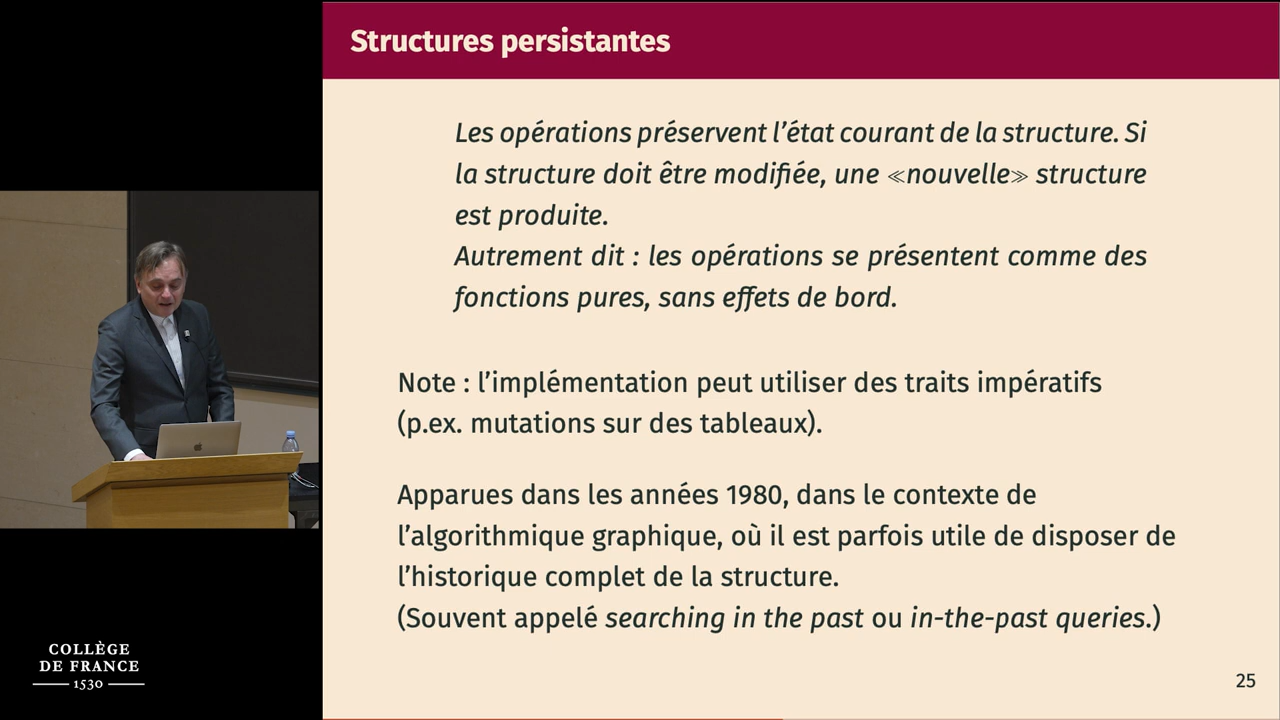 Structures persistantes
Les opérations préservent l’état courant de la structure. Si
la structure doit être modifiée, une ≪nouvelle≫ structure
est produite.
Autrement dit : les opérations se présentent comme des
fonctions pures, sans effets de bord.
Note : l’implémentation peut utiliser des traits impératifs
(p.ex. mutations sur des tableaux).
Apparues dans les années 1980, dans le contexte de
l’algorithmique graphique, où il est parfois utile de disposer de
l’historique complet de la structure.
(Souvent appelé searching in the past ou in-the-past queries.)
25
COLLÈGE
DE FRANCE
1530